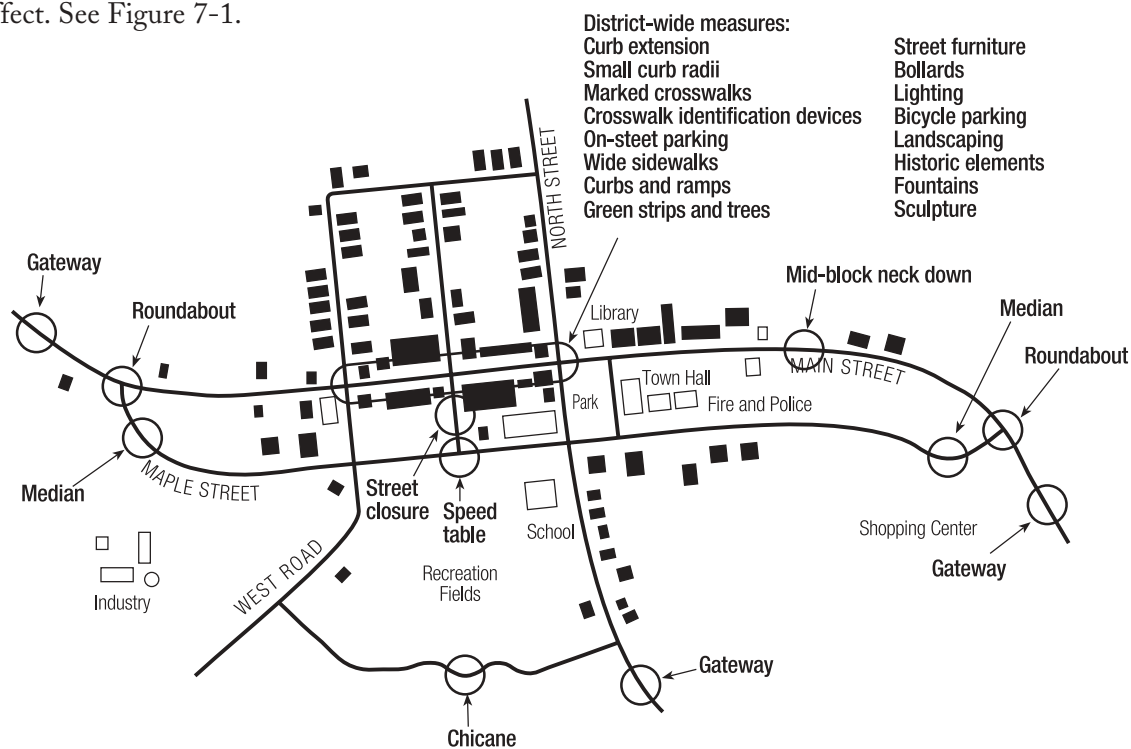 ffect. See Figure 7-1.
District-wide measures:
Curb extension
Small curb radii
Marked crosswalks
Crosswalk identification devices
On-steet parking
Wide sidewalks
Curbs and ramps
Green strips and trees
Street furniture
Bollards
Lighting
Bicycle parking
Landscaping
Historic elements
Fountains
Sculpture
NORTH STREET
Gateway
Roundabout
Mid-block neck down
Library
Median
Roundabout
MAIN STREET
Town Hall
Park
Fire and Police
Median
MAPLE STREET
Street
closure
Speed
table
School
Shopping Center
Gateway
Industry
WEST ROAD
Recreation
Fields
Gateway
Chicane